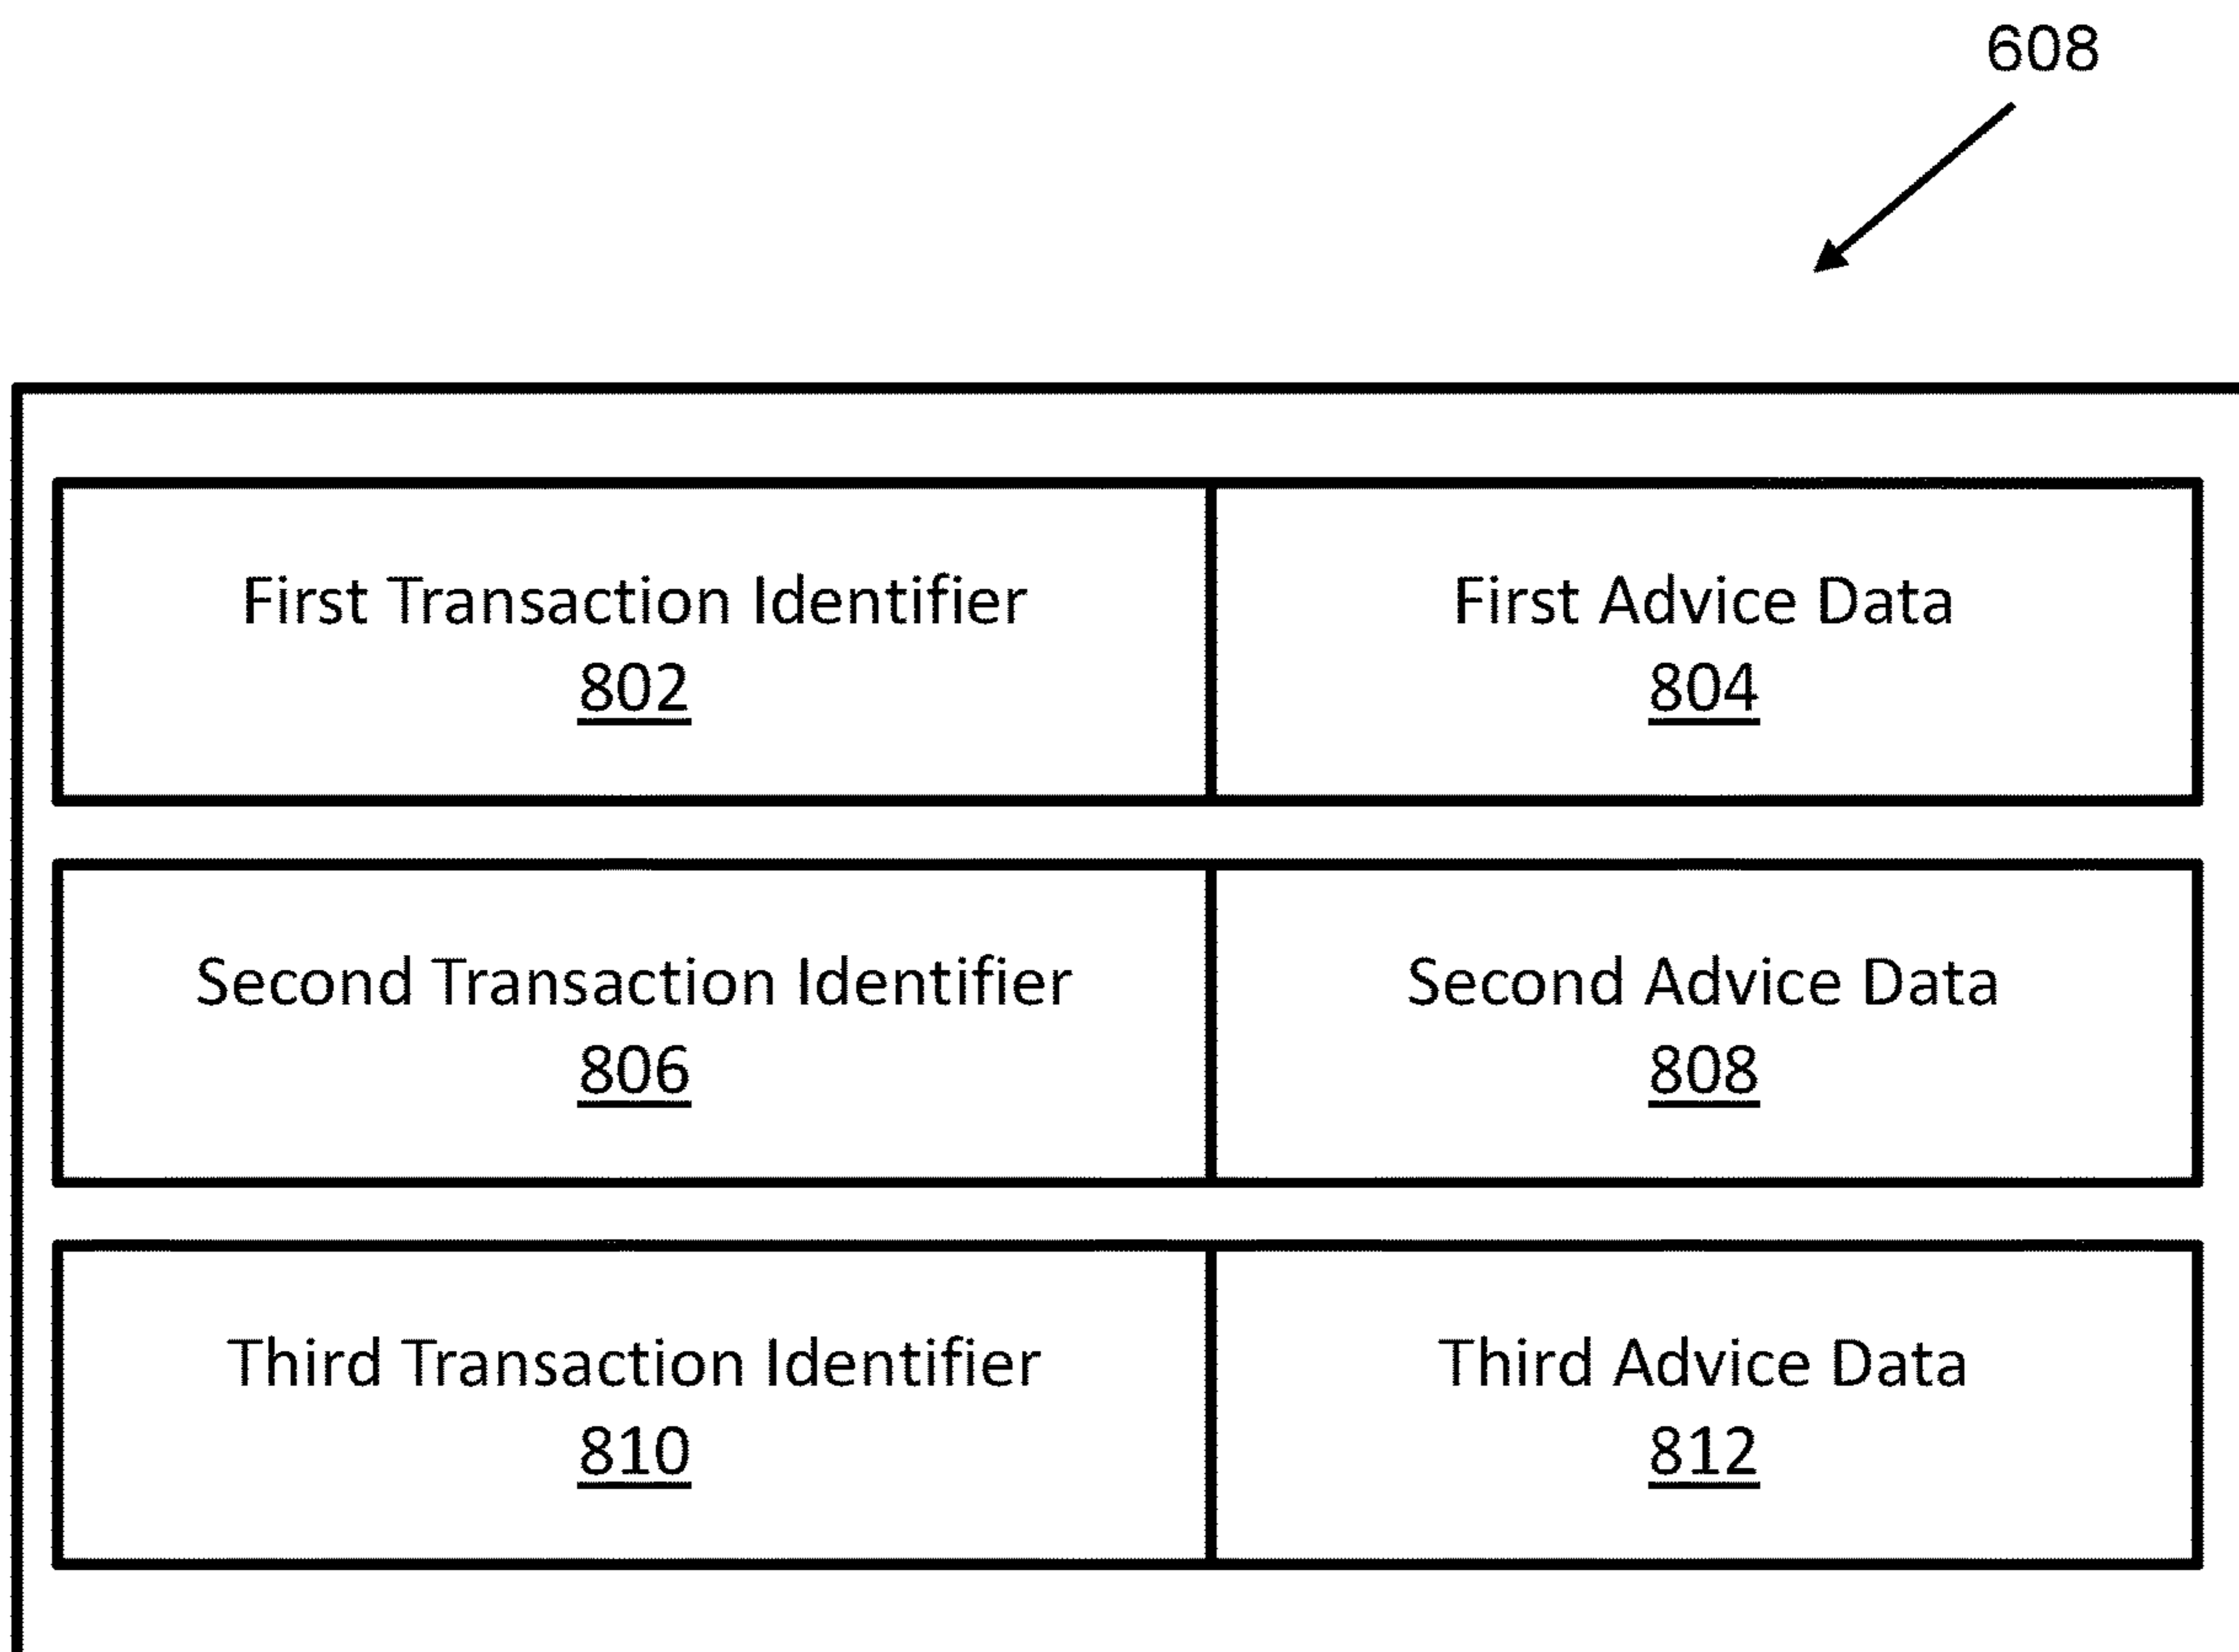 608
First Transaction Identifier
802
First Advice Data
804
Second Transaction Identifier
806
Second Advice Data
808
Third Transaction Identifier
810
Third Advice Data
812